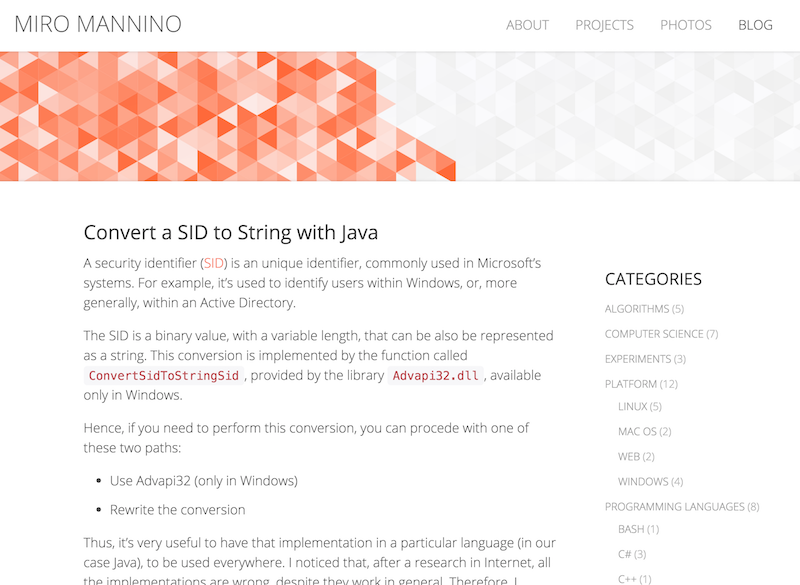 MIRO MANNINO
ABOUT PROJECTS PHOTOS BLOG
Convert a SID to String with Java
A security identifier (SID) is an unique identifier, commonly used in Microsoft's
systems. For example, it's used to identify users within Windows, or, more
generally, within an Active Directory.
The SID is a binary value, with a variable length, that can be also be represented
as a string. This conversion is implemented by the function called
ConvertSidToStringSid , provided by the library Advapi32.dll , available
only in Windows.
Hence, if you need to perform this conversion, you can procede with one of
these two paths:
• Use Advapi32 (only in Windows)
• Rewrite the conversion
Thus, it's very useful to have that implementation in a particular language (in our
case Java), to be used everywhere. I noticed that, after a research in Internet, all
the implementations are wrong, despite they work in general. Therefore, I
CATEGORIES
ALGORITHMS (5)
COMPUTER SCIENCE (7)
EXPERIMENTS (3)
PLATFORM (12)
LINUX (5)
MAC OS (2)
WEB (2)
WINDOWS (4)
PROGRAMMING LANGUAGES (8)
BASH (1)
C# (3)
C++ (1)